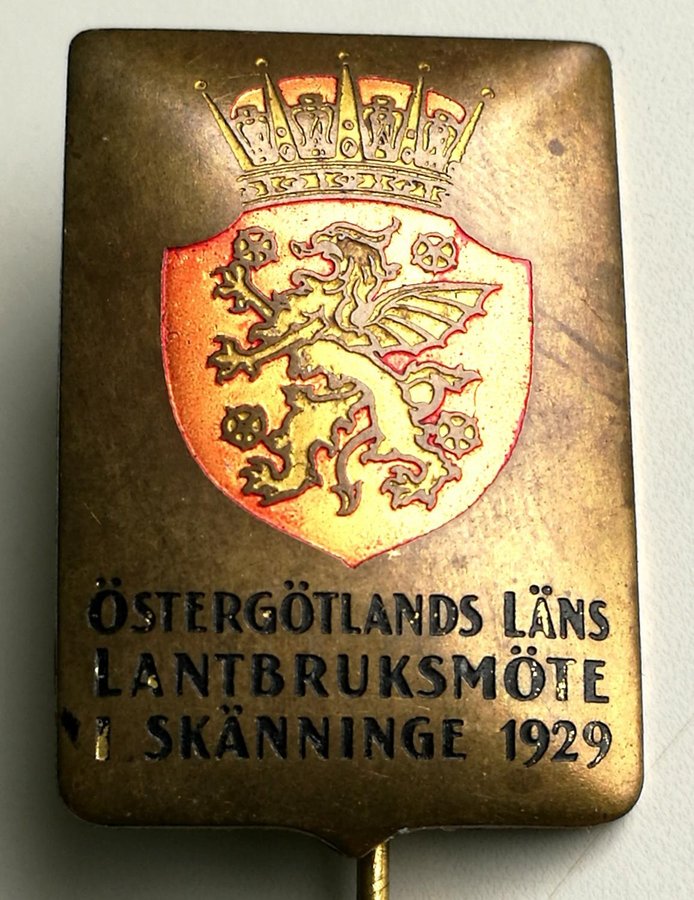 ÖSTERGÖTLANDS LÄNS
LANTBRUKSMÖTE
I SKÄNNINGE 1929